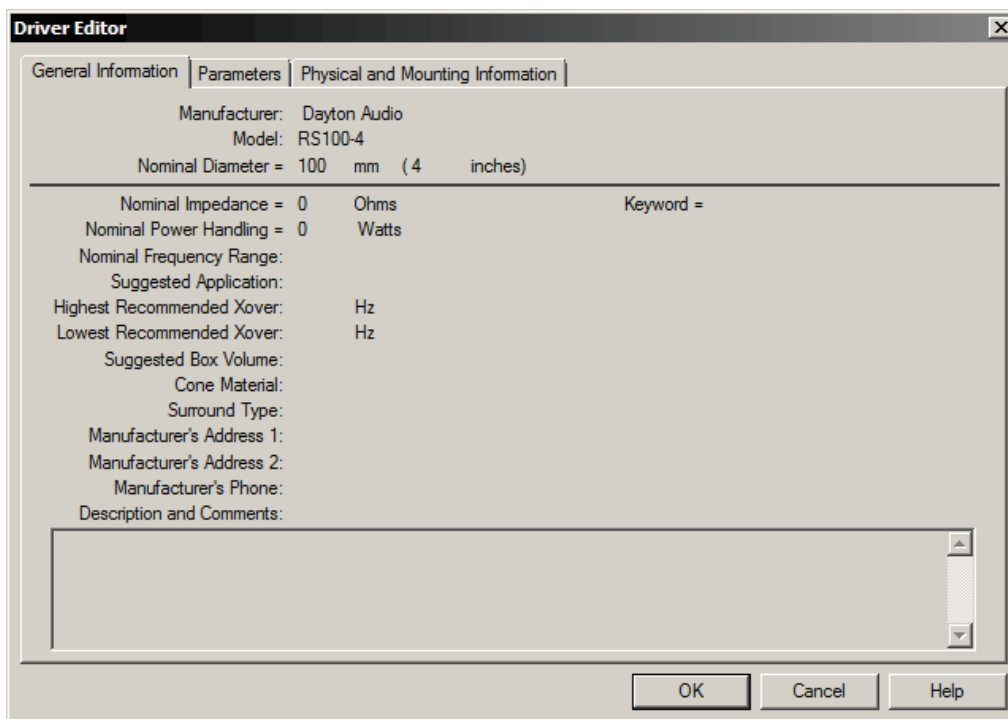 Driver Editor
General Information Parameters Physical and Mounting Information
Manufacturer: Dayton Audio
Model: RS100-4
Nominal Diameter = 100 mm ( 4 inches)
Nominal Impedance = 0 Ohms Keyword =
Nominal Power Handling = 0 Watts
Nominal Frequency Range:
Suggested Application:
Highest Recommended Xover: Hz
Lowest Recommended Xover: Hz
Suggested Box Volume:
Cone Material:
Surround Type:
Manufacturer's Address 1:
Manufacturer's Address 2:
Manufacturer's Phone:
Description and Comments:
OK Cancel Help